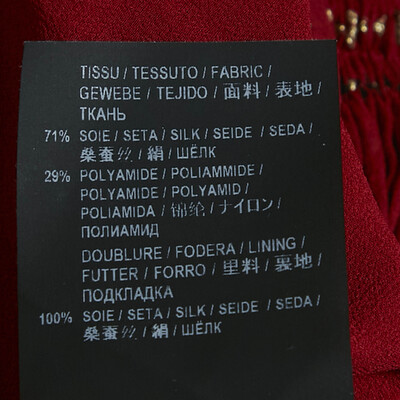 TISSU / TESSUTO / FABRIC /
GEWEBE / TEJIDO / 面料 / 表地 /
ТКАНЬ
71% SOIE / SETA / SILK / SEIDE / SEDA /
桑蚕丝 / 絹 / ШЁЛК
29% POLYAMIDE / POLIAMMIDE /
POLYAMIDE / POLYAMID /
POLIAMIDA / 锦纶 / ナイロン /
ПОЛИАМИД
DOUBLURE / FODERA / LINING /
FUTTER / FORRO / 里料 / 裏地 /
ПОДКЛАДКА
100% SOIE / SETA / SILK / SEIDE / SEDA /
桑蚕丝 / 絹 / ШЁЛК